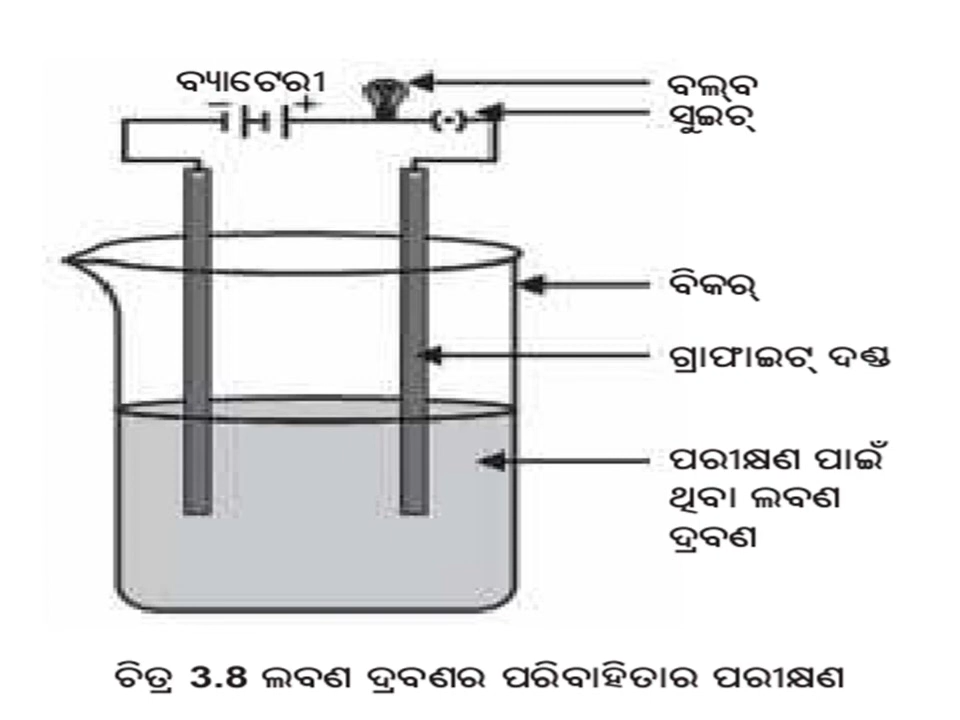 ବ୍ୟାଟେରୀ
− +
ବଲ୍‌ବ
ସୁଇଚ୍
ବିକର୍
ଗ୍ରାଫାଇଟ୍ ଦଣ୍ଡ
ପରୀକ୍ଷଣ ପାଇଁ
ଥିବା ଲବଣ
ଦ୍ରବଣ
ଚିତ୍ର 3.8 ଲବଣ ଦ୍ରବଣର ପରିବାହିତାର ପରୀକ୍ଷଣ